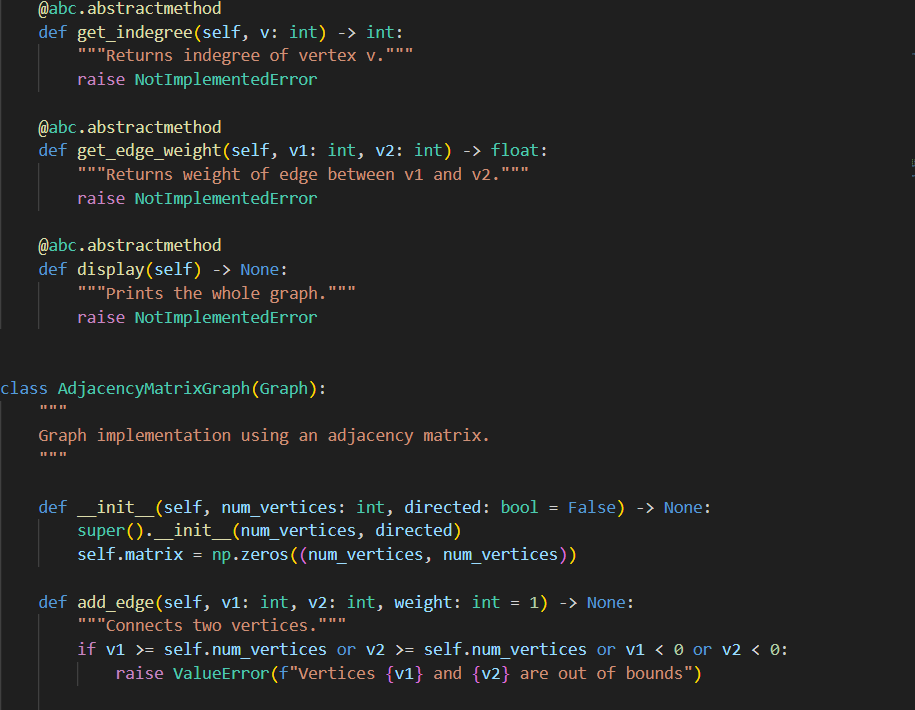 @abc.abstractmethod
def get_indegree(self, v: int) -> int:
"""Returns indegree of vertex v."""
raise NotImplementedError
@abc.abstractmethod
def get_edge_weight(self, v1: int, v2: int) -> float:
"""Returns weight of edge between v1 and v2."""
raise NotImplementedError
@abc.abstractmethod
def display(self) -> None:
"""Prints the whole graph."""
raise NotImplementedError
class AdjacencyMatrixGraph(Graph):
"""
Graph implementation using an adjacency matrix.
"""
def __init__(self, num_vertices: int, directed: bool = False) -> None:
super().__init__(num_vertices, directed)
self.matrix = np.zeros((num_vertices, num_vertices))
def add_edge(self, v1: int, v2: int, weight: int = 1) -> None:
"""Connects two vertices."""
if v1 >= self.num_vertices or v2 >= self.num_vertices or v1 < 0 or v2 < 0:
raise ValueError(f"Vertices {v1} and {v2} are out of bounds")